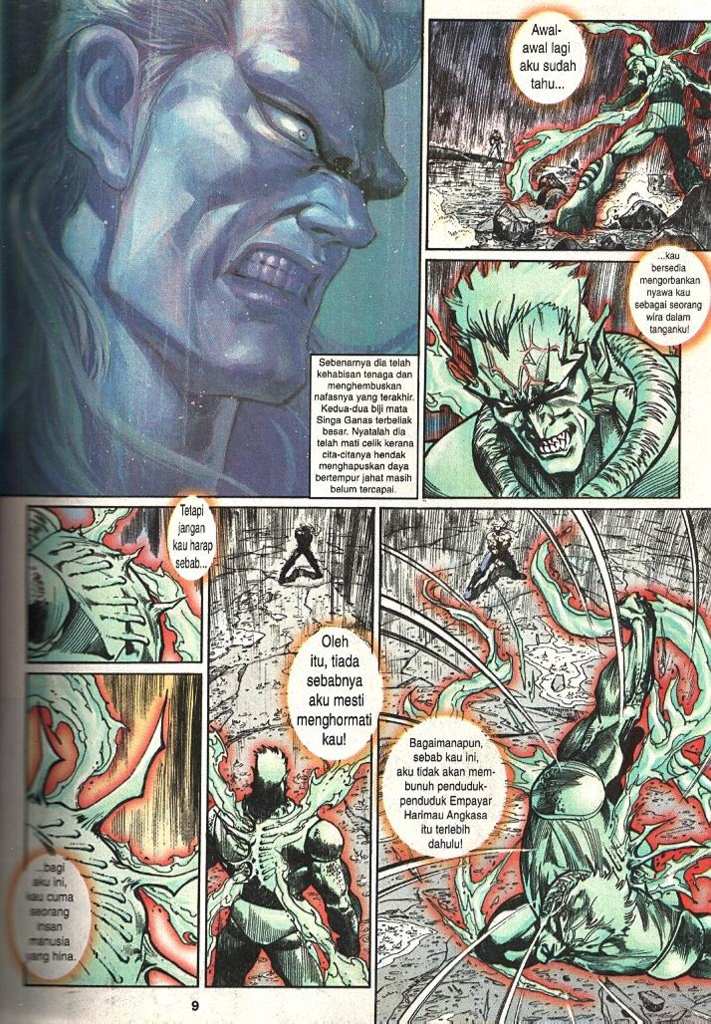 Awal-
awal lagi
aku sudah
tahu...
...kau
bersedia
mengorbankan
nyawa kau
sebagai seorang
wira dalam
tanganku!
Sebenarnya dia telah
kehabisan tenaga dan
menghembuskan
nafasnya yang terakhir.
Kedua-dua biji mata
Singa Ganas terbeliak
besar. Nyatalah dia
telah mati celik kerana
cita-citanya hendak
menghapuskan daya
bertempur jahat masih
belum tercapai.
Tetapi
jangan
kau harap
sebab...
...bagi
aku ini,
kau cuma
seorang
insan
manusia
yang hina.
Oleh
itu, tiada
sebabnya
aku mesti
menghormati
kau!
Bagaimanapun,
sebab kau ini,
aku tidak akan mem-
bunuh penduduk-
penduduk Empayar
Harimau Angkasa
itu terlebih
dahulu!
9